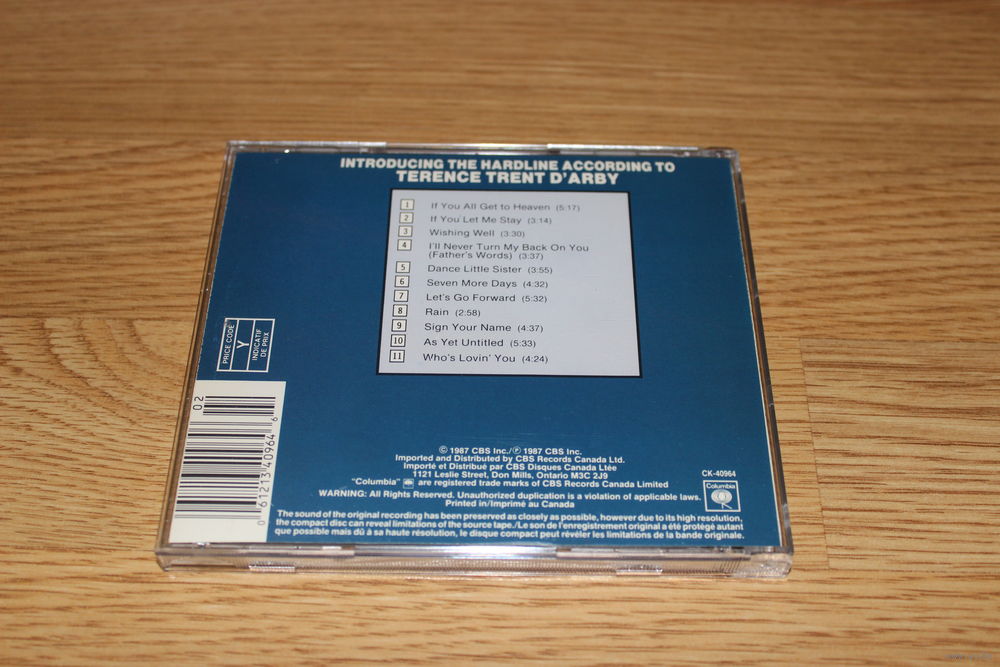 INTRODUCING THE HARDLINE ACCORDING TO
TERENCE TRENT D'ARBY
1 If You All Get to Heaven (5:17)
2 If You Let Me Stay (3:14)
3 Wishing Well (3:30)
4 I'll Never Turn My Back On You
(Father's Words) (3:37)
5 Dance Little Sister (3:55)
6 Seven More Days (4:32)
7 Let's Go Forward (5:32)
8 Rain (2:58)
9 Sign Your Name (4:37)
10 As Yet Untitled (5:33)
11 Who's Lovin' You (4:24)
PRICE CODE
Y
INDICATIF
DE PRIX
02
0 61213/40964 6
© 1987 CBS Inc./℗ 1987 CBS Inc.
Imported and Distributed by CBS Records Canada Ltd.
Importé et Distribué par CBS Disques Canada Ltée
1121 Leslie Street, Don Mills, Ontario M3C 2J9
"Columbia" are registered trade marks of CBS Records Canada Limited
WARNING: All Rights Reserved. Unauthorized duplication is a violation of applicable laws.
Printed in/Imprimé au Canada
CK-40964
Columbia
The sound of the original recording has been preserved as closely as possible, however due to its high resolution,
the compact disc can reveal limitations of the source tape./Le son de l'enregistrement original a été protégé autant
que possible mais dû à sa haute résolution, le disque compact peut révéler les limitations de la bande originale.